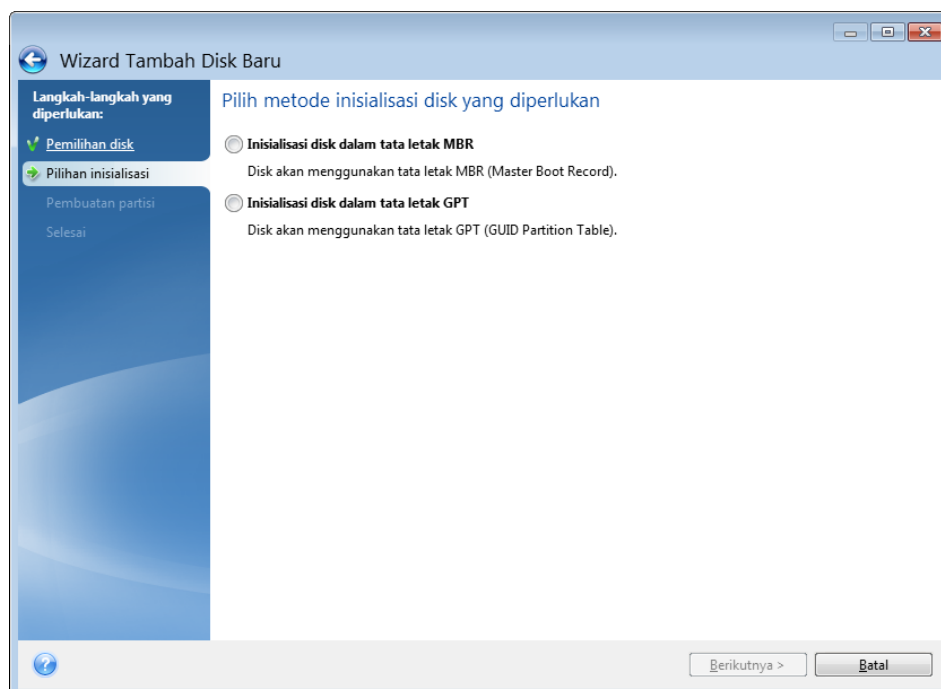 Wizard Tambah Disk Baru
Langkah-langkah yang
diperlukan:
Pemilihan disk
Pilihan inisialisasi
Pembuatan partisi
Selesai
Pilih metode inisialisasi disk yang diperlukan
Inisialisasi disk dalam tata letak MBR
Disk akan menggunakan tata letak MBR (Master Boot Record).
Inisialisasi disk dalam tata letak GPT
Disk akan menggunakan tata letak GPT (GUID Partition Table).
Berikutnya >
Batal